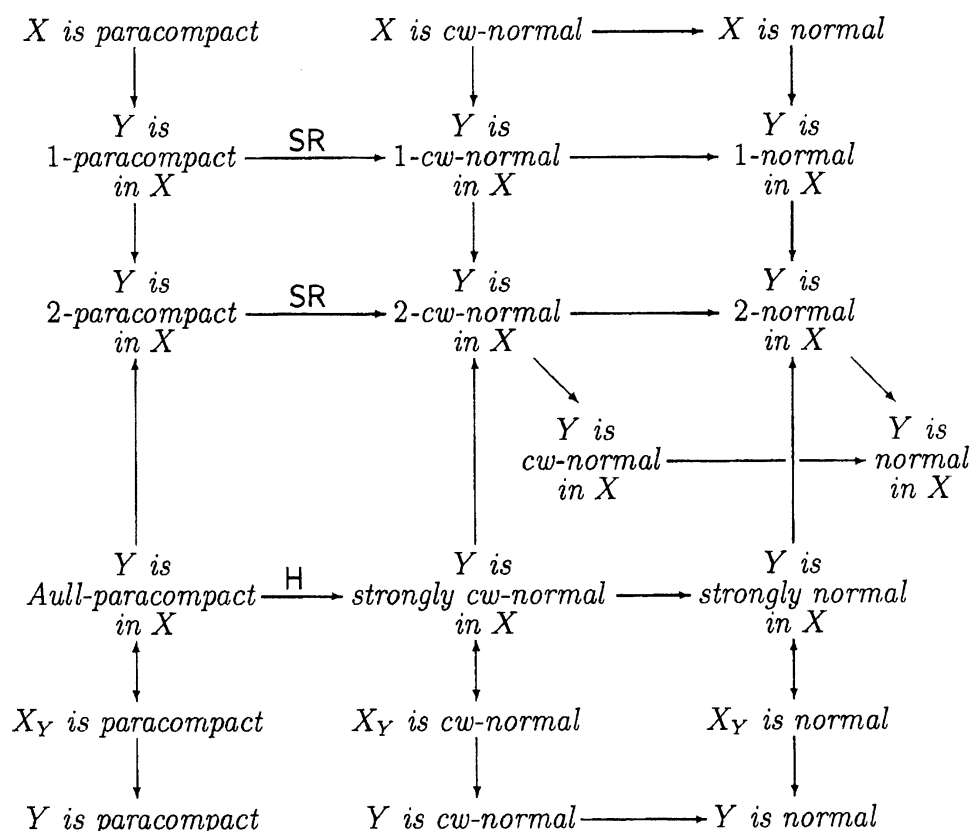 X is paracompact X is cw-normal X is normal
Y is Y is Y is
SR
1-paracompact 1-cw-normal 1-normal
in X in X in X
Y is Y is Y is
SR
2-paracompact 2-cw-normal 2-normal
in X in X in X
Y is Y is
cw-normal normal
in X in X
Y is Y is Y is
H
Aull-paracompact strongly cw-normal strongly normal
in X in X in X
X_Y is paracompact X_Y is cw-normal X_Y is normal
Y is paracompact Y is cw-normal Y is normal